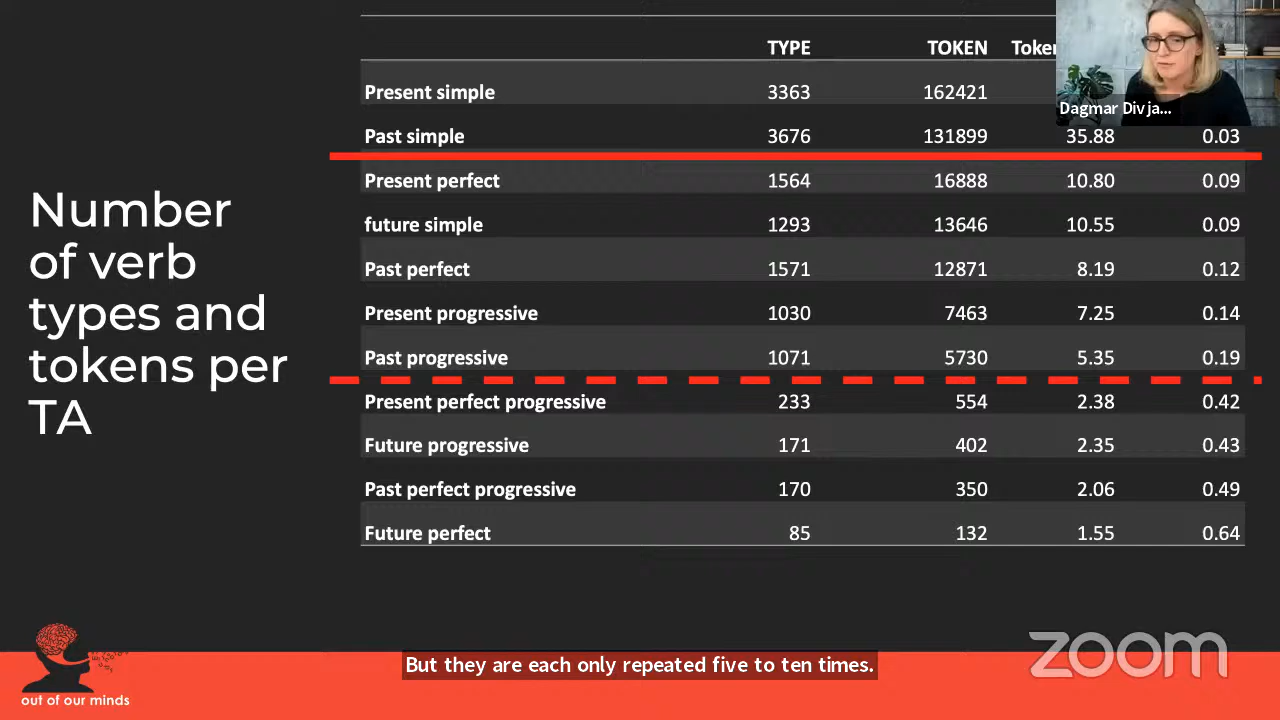 TYPE TOKEN Token
Present simple 3363 162421
Dagmar Divja...
Past simple 3676 131899 35.88 0.03
Present perfect 1564 16888 10.80 0.09
future simple 1293 13646 10.55 0.09
Past perfect 1571 12871 8.19 0.12
Present progressive 1030 7463 7.25 0.14
Past progressive 1071 5730 5.35 0.19
Present perfect progressive 233 554 2.38 0.42
Future progressive 171 402 2.35 0.43
Past perfect progressive 170 350 2.06 0.49
Future perfect 85 132 1.55 0.64
Number
of verb
types and
tokens per
TA
But they are each only repeated five to ten times.
zoom
out of our minds